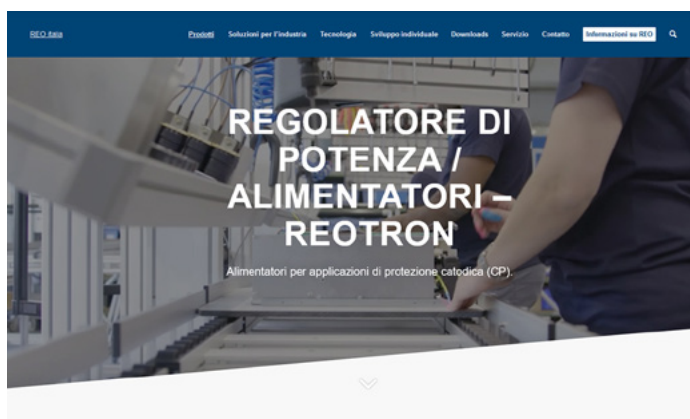 REO italia
Prodotti Soluzioni per l'industria Tecnologia Sviluppo individuale Downloads Servizio Contatto Informazioni su REO
REGOLATORE DI
POTENZA /
ALIMENTATORI –
REOTRON
Alimentatori per applicazioni di protezione catodica (CP).